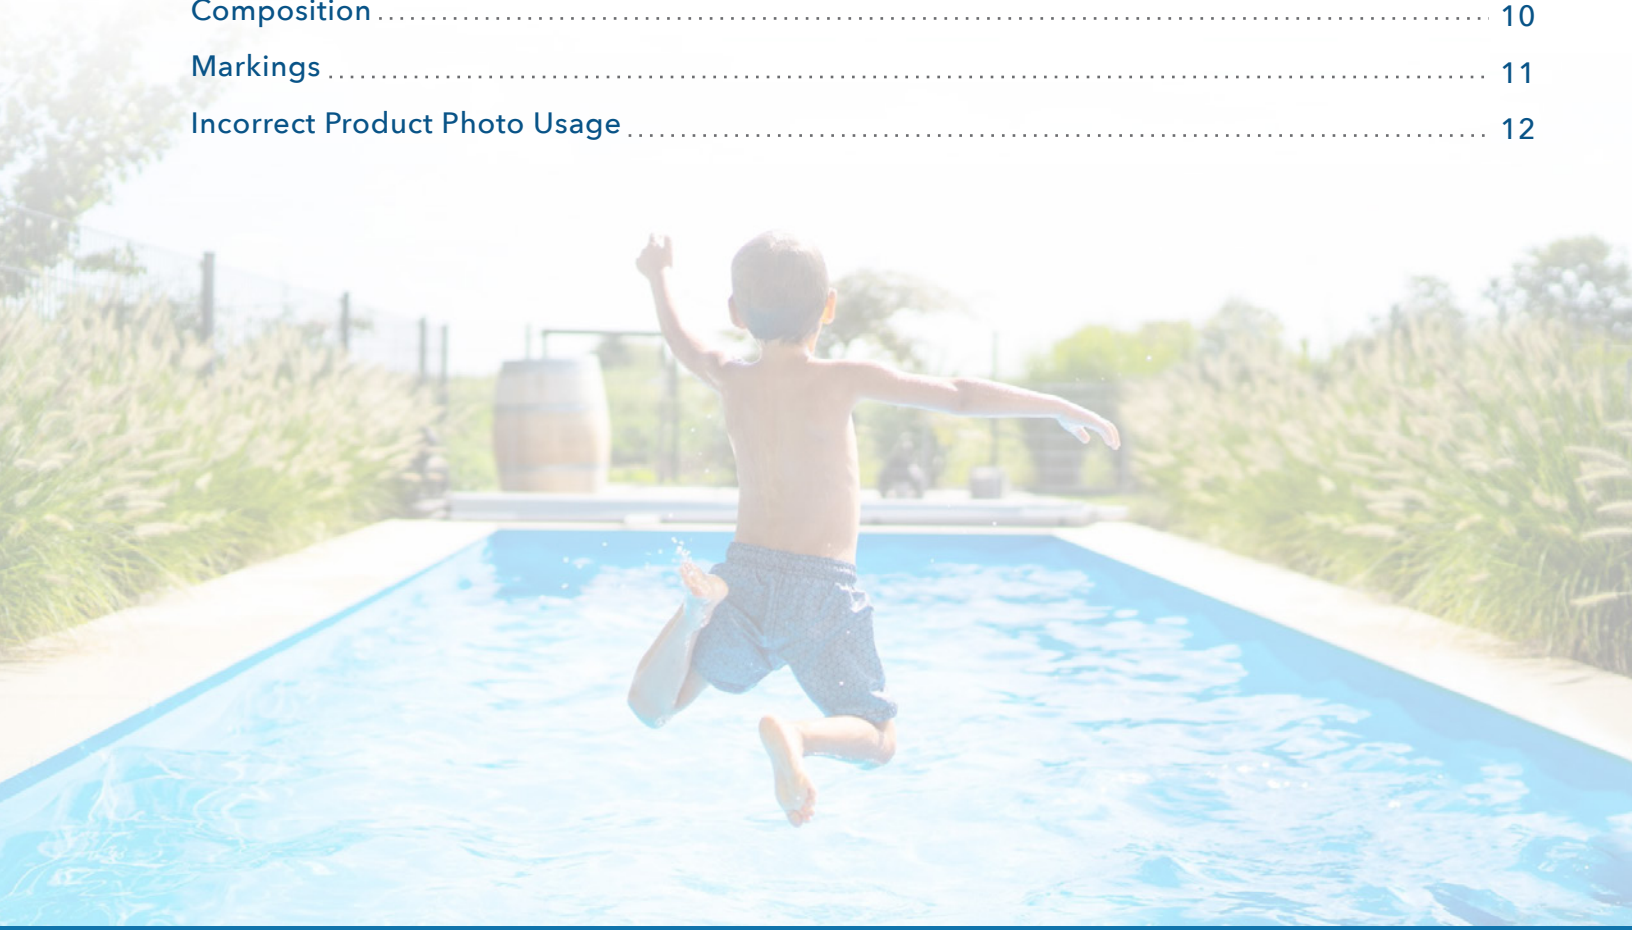 Composition ........................................................................................................ 10
Markings ........................................................................................................ 11
Incorrect Product Photo Usage ........................................................................................................ 12